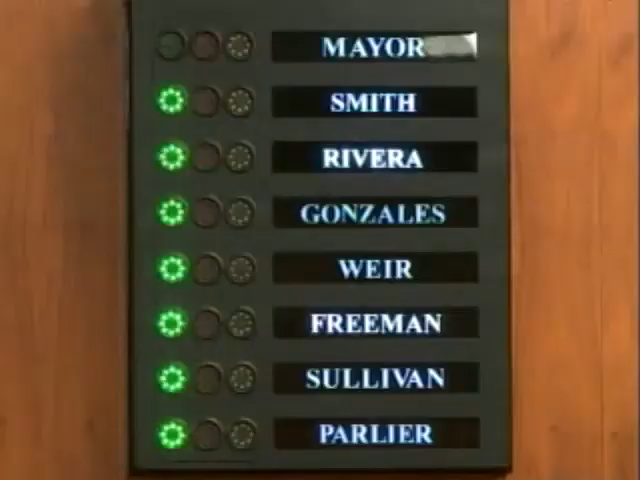 MAYOR
SMITH
RIVERA
GONZALES
WEIR
FREEMAN
SULLIVAN
PARLIER